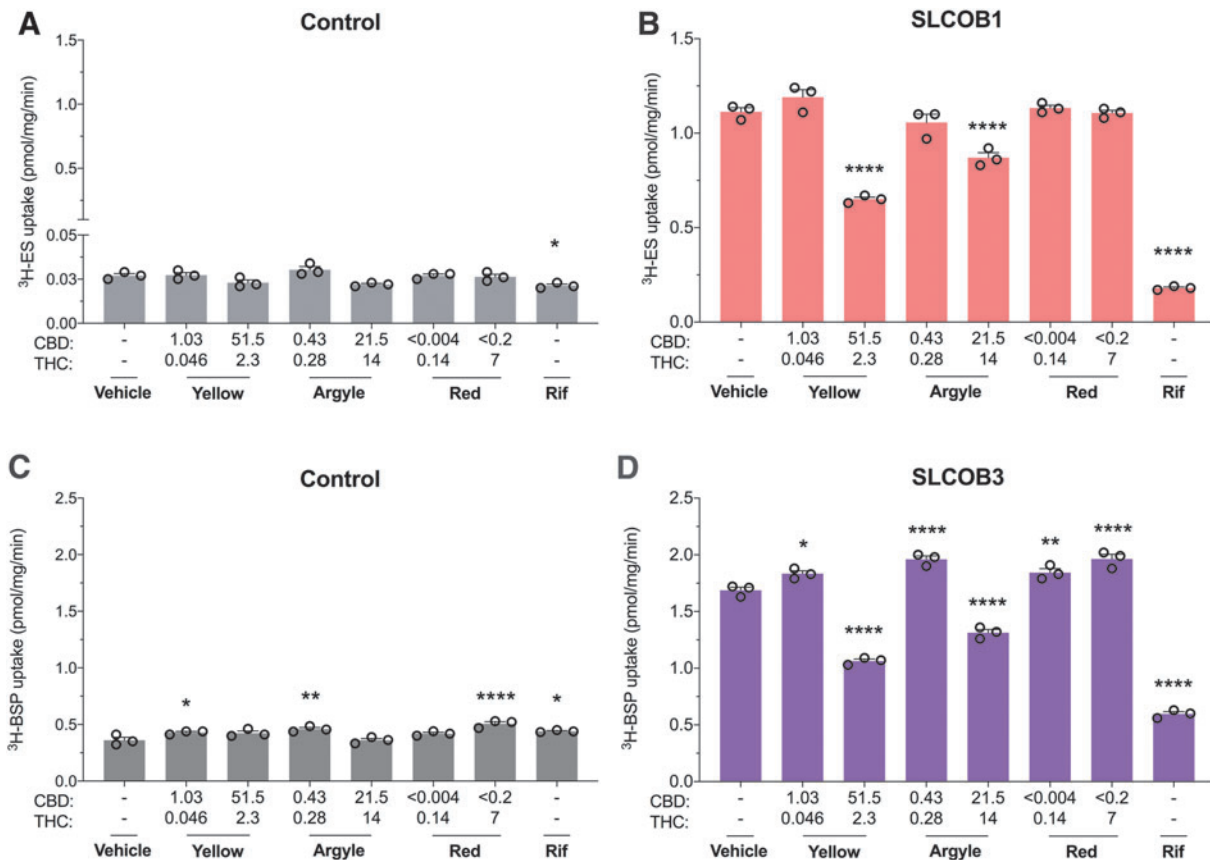 A
Control
³H-ES uptake (pmol/mg/min)
1.5
1.0
0.5
0.05
0.03
0.00
*
CBD: - 1.03 51.5 0.43 21.5 <0.004 <0.2 -
THC: - 0.046 2.3 0.28 14 0.14 7 -
Vehicle Yellow Argyle Red Rif
B
SLCOB1
³H-ES uptake (pmol/mg/min)
1.5
1.0
0.5
0.0
**** **** ****
CBD: - 1.03 51.5 0.43 21.5 <0.004 <0.2 -
THC: - 0.046 2.3 0.28 14 0.14 7 -
Vehicle Yellow Argyle Red Rif
C
Control
³H-BSP uptake (pmol/mg/min)
2.5
2.0
1.5
1.0
0.5
0.0
* ** **** *
CBD: - 1.03 51.5 0.43 21.5 <0.004 <0.2 -
THC: - 0.046 2.3 0.28 14 0.14 7 -
Vehicle Yellow Argyle Red Rif
D
SLCOB3
³H-BSP uptake (pmol/mg/min)
2.5
2.0
1.5
1.0
0.5
0.0
* **** **** **** ** **** ****
CBD: - 1.03 51.5 0.43 21.5 <0.004 <0.2 -
THC: - 0.046 2.3 0.28 14 0.14 7 -
Vehicle Yellow Argyle Red Rif